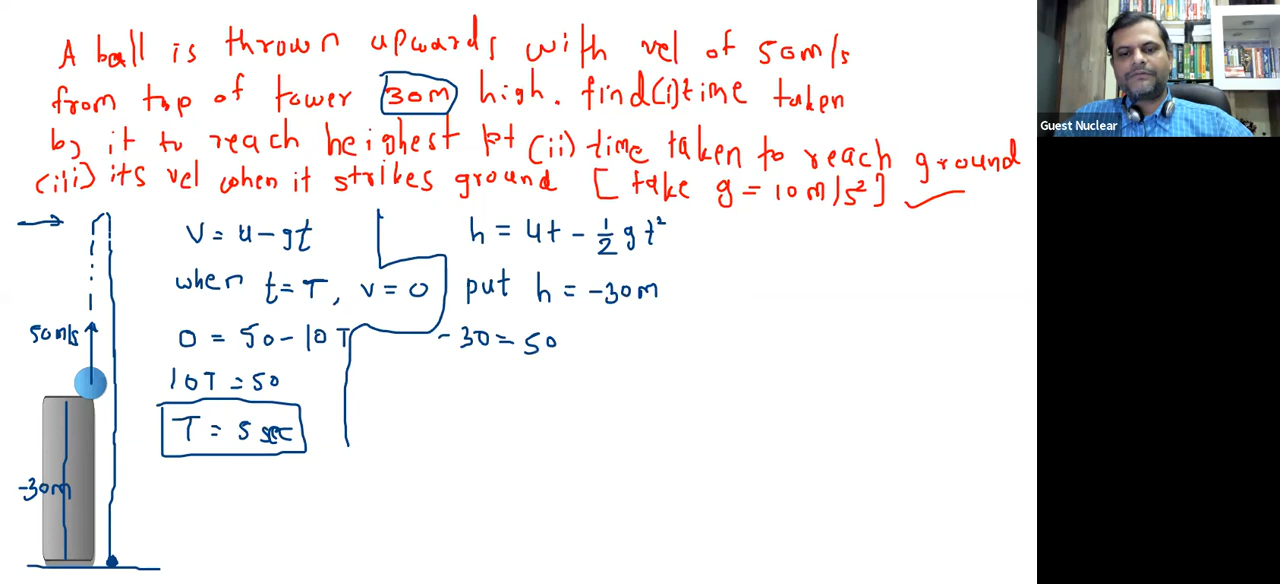 A ball is thrown upwards with vel of 50m/s
from top of tower 30m high. find(i)time taken
by it to reach heighest pt (ii) time taken to reach ground
(iii) its vel when it strikes ground [take g = 10m/s²]
Guest Nuclear
v = u - gt
when t=T, v=0
0 = 50-10T
10T = 50
T = 5 sec
h = ut - ½gt²
put h = -30m
-30 = 50
50m/s
-30m